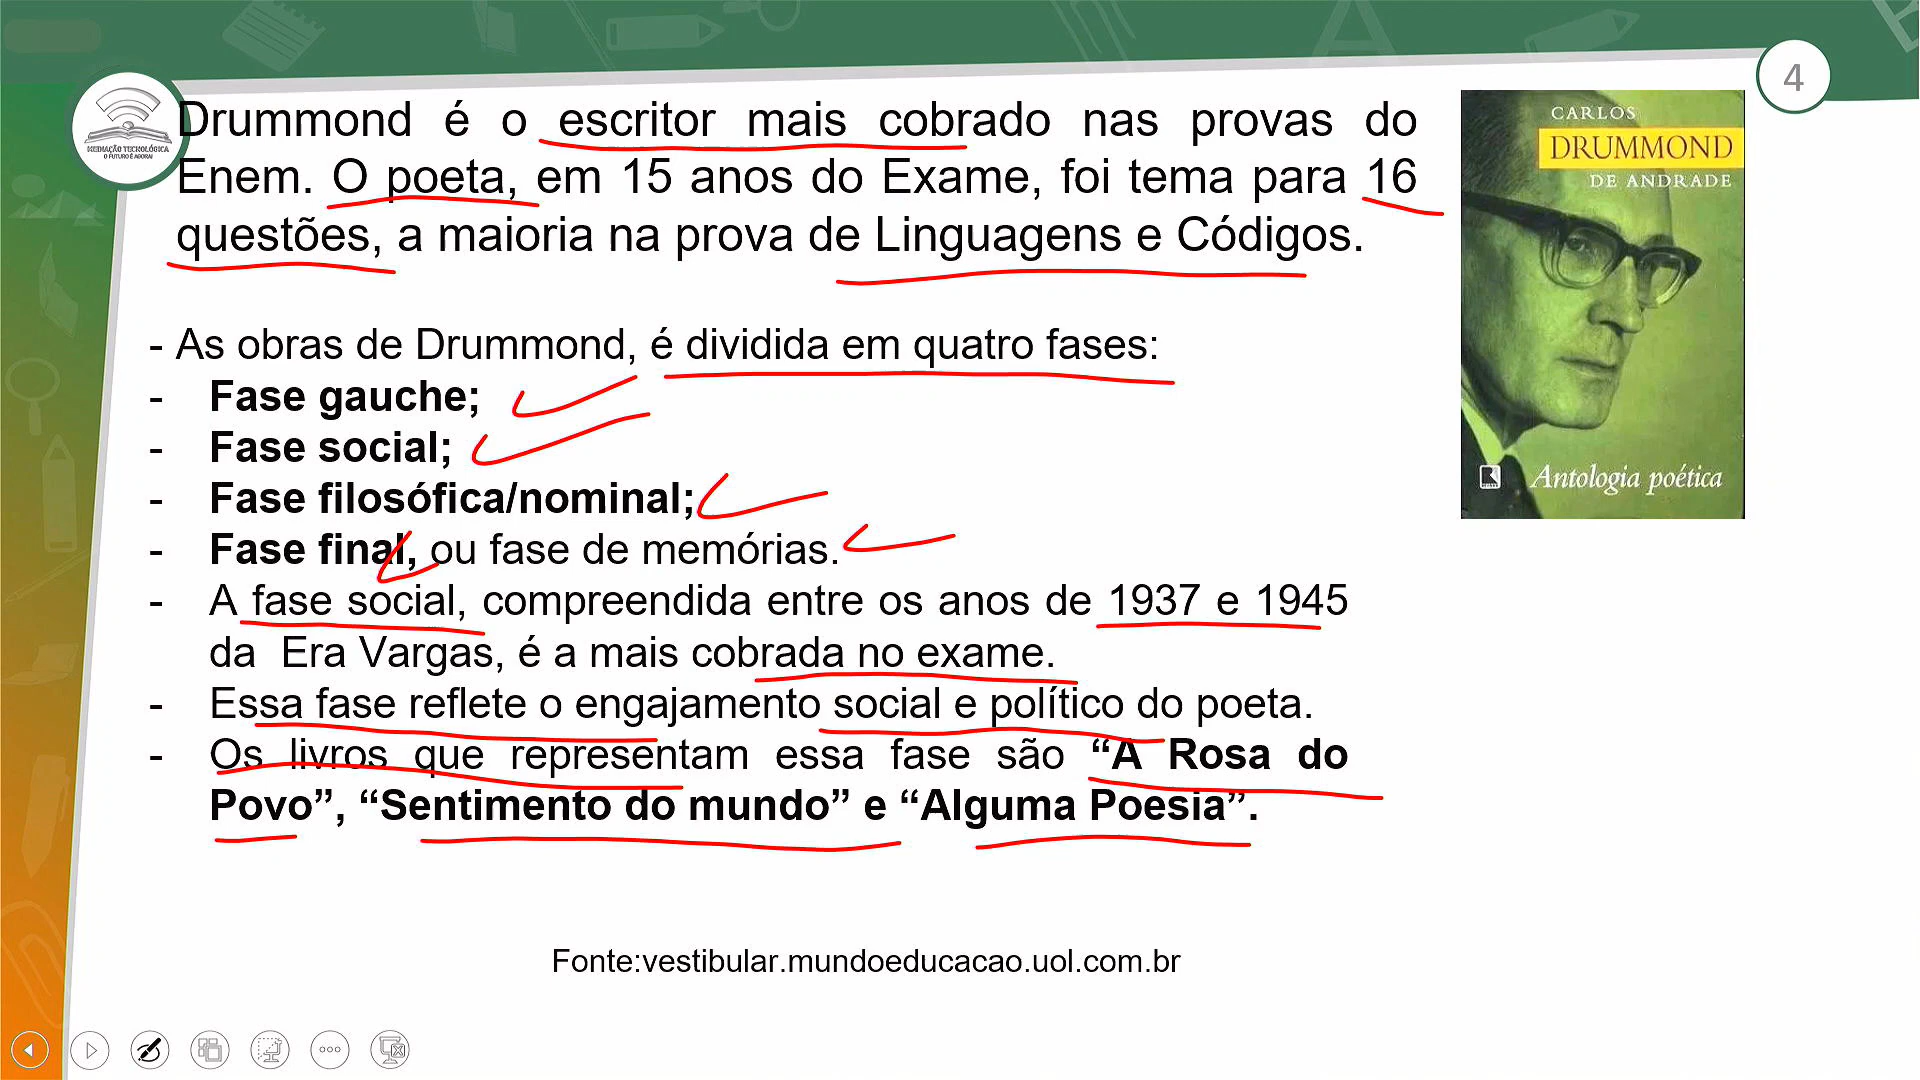 4
MEDIAÇÃO TECNOLÓGICA
O FUTURO É AGORA!
Drummond é o escritor mais cobrado nas provas do
Enem. O poeta, em 15 anos do Exame, foi tema para 16
questões, a maioria na prova de Linguagens e Códigos.
- As obras de Drummond, é dividida em quatro fases:
- Fase gauche;
- Fase social;
- Fase filosófica/nominal;
- Fase final, ou fase de memórias.
- A fase social, compreendida entre os anos de 1937 e 1945
da Era Vargas, é a mais cobrada no exame.
- Essa fase reflete o engajamento social e político do poeta.
- Os livros que representam essa fase são “A Rosa do
Povo”, “Sentimento do mundo” e “Alguma Poesia”.
CARLOS
DRUMMOND
DE ANDRADE
Antologia poética
Fonte:vestibular.mundoeducacao.uol.com.br